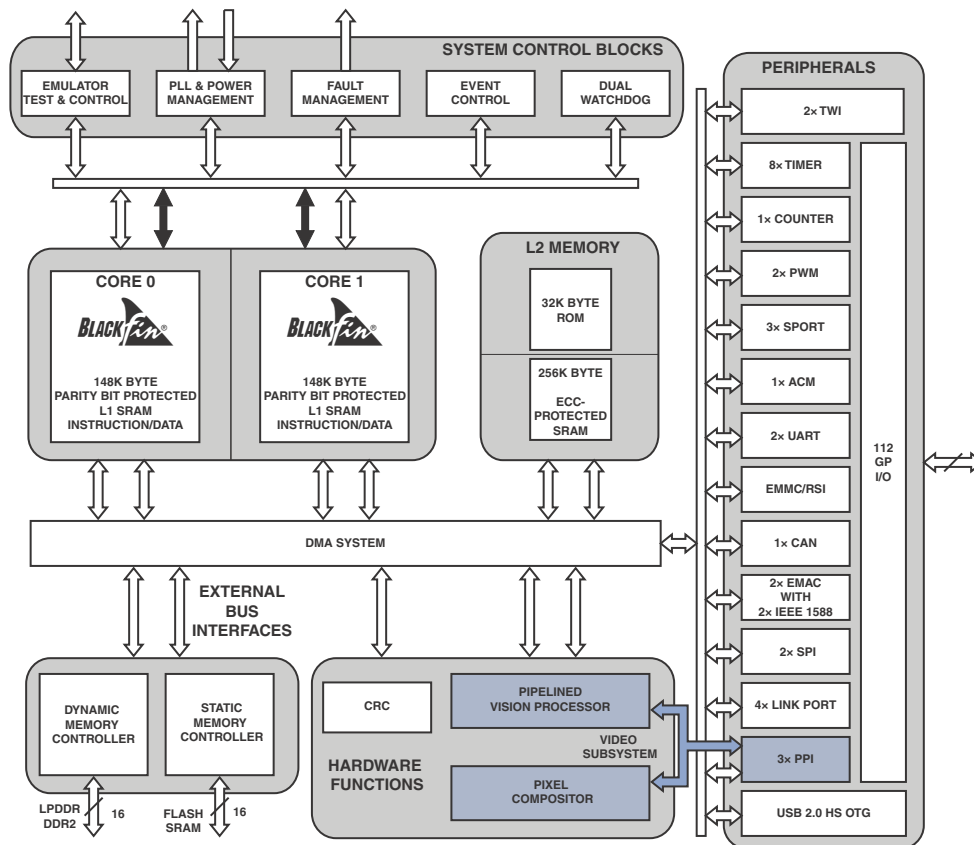 SYSTEM CONTROL BLOCKS
EMULATOR
TEST & CONTROL
PLL & POWER
MANAGEMENT
FAULT
MANAGEMENT
EVENT
CONTROL
DUAL
WATCHDOG
CORE 0
BLACKfin®
148K BYTE
PARITY BIT PROTECTED
L1 SRAM
INSTRUCTION/DATA
CORE 1
BLACKfin®
148K BYTE
PARITY BIT PROTECTED
L1 SRAM
INSTRUCTION/DATA
L2 MEMORY
32K BYTE
ROM
256K BYTE
ECC-
PROTECTED
SRAM
DMA SYSTEM
EXTERNAL
BUS
INTERFACES
DYNAMIC
MEMORY
CONTROLLER
STATIC
MEMORY
CONTROLLER
LPDDR
DDR2
16
FLASH
SRAM
16
CRC
HARDWARE
FUNCTIONS
PIPELINED
VISION PROCESSOR
VIDEO
SUBSYSTEM
PIXEL
COMPOSITOR
PERIPHERALS
2× TWI
8× TIMER
1× COUNTER
2× PWM
3× SPORT
1× ACM
2× UART
EMMC/RSI
1× CAN
2× EMAC
WITH
2× IEEE 1588
2× SPI
4× LINK PORT
3× PPI
USB 2.0 HS OTG
112
GP
I/O